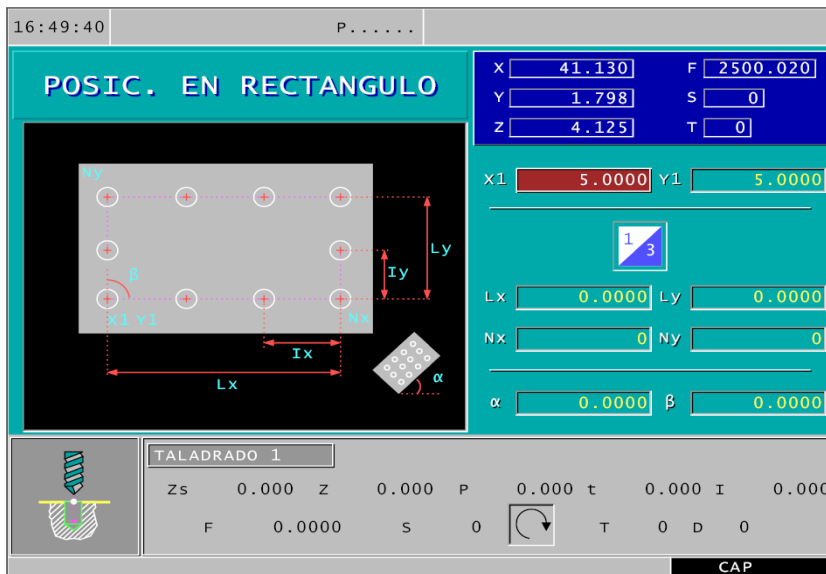 16:49:40 P......
POSIC. EN RECTANGULO
X 41.130 F 2500.020
Y 1.798 S 0
Z 4.125 T 0
Ny
β
X1 Y1
Nx
Ly
Iy
Ix
Lx
α
X1 5.0000 Y1 5.0000
1
3
Lx 0.0000 Ly 0.0000
Nx 0 Ny 0
α 0.0000 β 0.0000
TALADRADO 1
Zs 0.000 Z 0.000 P 0.000 t 0.000 I 0.000
F 0.0000 S 0 T 0 D 0
CAP